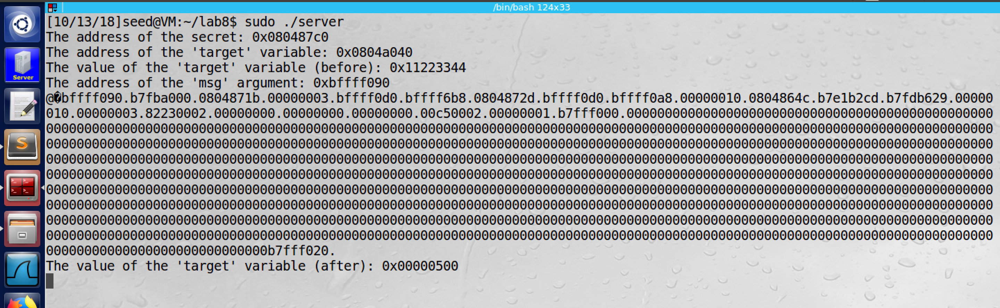 /bin/bash 124x33
[10/13/18]seed@VM:~/lab8$ sudo ./server
The address of the secret: 0x080487c0
The address of the 'target' variable: 0x0804a040
The value of the 'target' variable (before): 0x11223344
The address of the 'msg' argument: 0xbffff090
@�bffff090.b7fba000.0804871b.00000003.bffff0d0.bffff6b8.0804872d.bffff0d0.bffff0a8.00000010.0804864c.b7e1b2cd.b7fdb629.00000
010.00000003.82230002.00000000.00000000.00000000.00c50002.00000001.b7fff000.000000000000000000000000000000000000000000000000
0000000000000000000000000000000000000000000000000000000000000000000000000000000000000000000000000000000000000000000000000000
0000000000000000000000000000000000000000000000000000000000000000000000000000000000000000000000000000000000000000000000000000
0000000000000000000000000000000000000000000000000000000000000000000000000000000000000000000000000000000000000000000000000000
0000000000000000000000000000000000000000000000000000000000000000000000000000000000000000000000000000000000000000000000000000
0000000000000000000000000000000000000000000000000000000000000000000000000000000000000000000000000000000000000000000000000000
0000000000000000000000000000000000000000000000000000000000000000000000000000000000000000000000000000000000000000000000000000
0000000000000000000000000000000000000000000000000000000000000000000000000000000000000000000000000000000000000000000000000000
0000000000000000000000000000000000000000000000000000000000000000000000000000000000000000000000000000000000000000000000000000
00000000000000000000000000000b7fff020.
The value of the 'target' variable (after): 0x00000500
Server